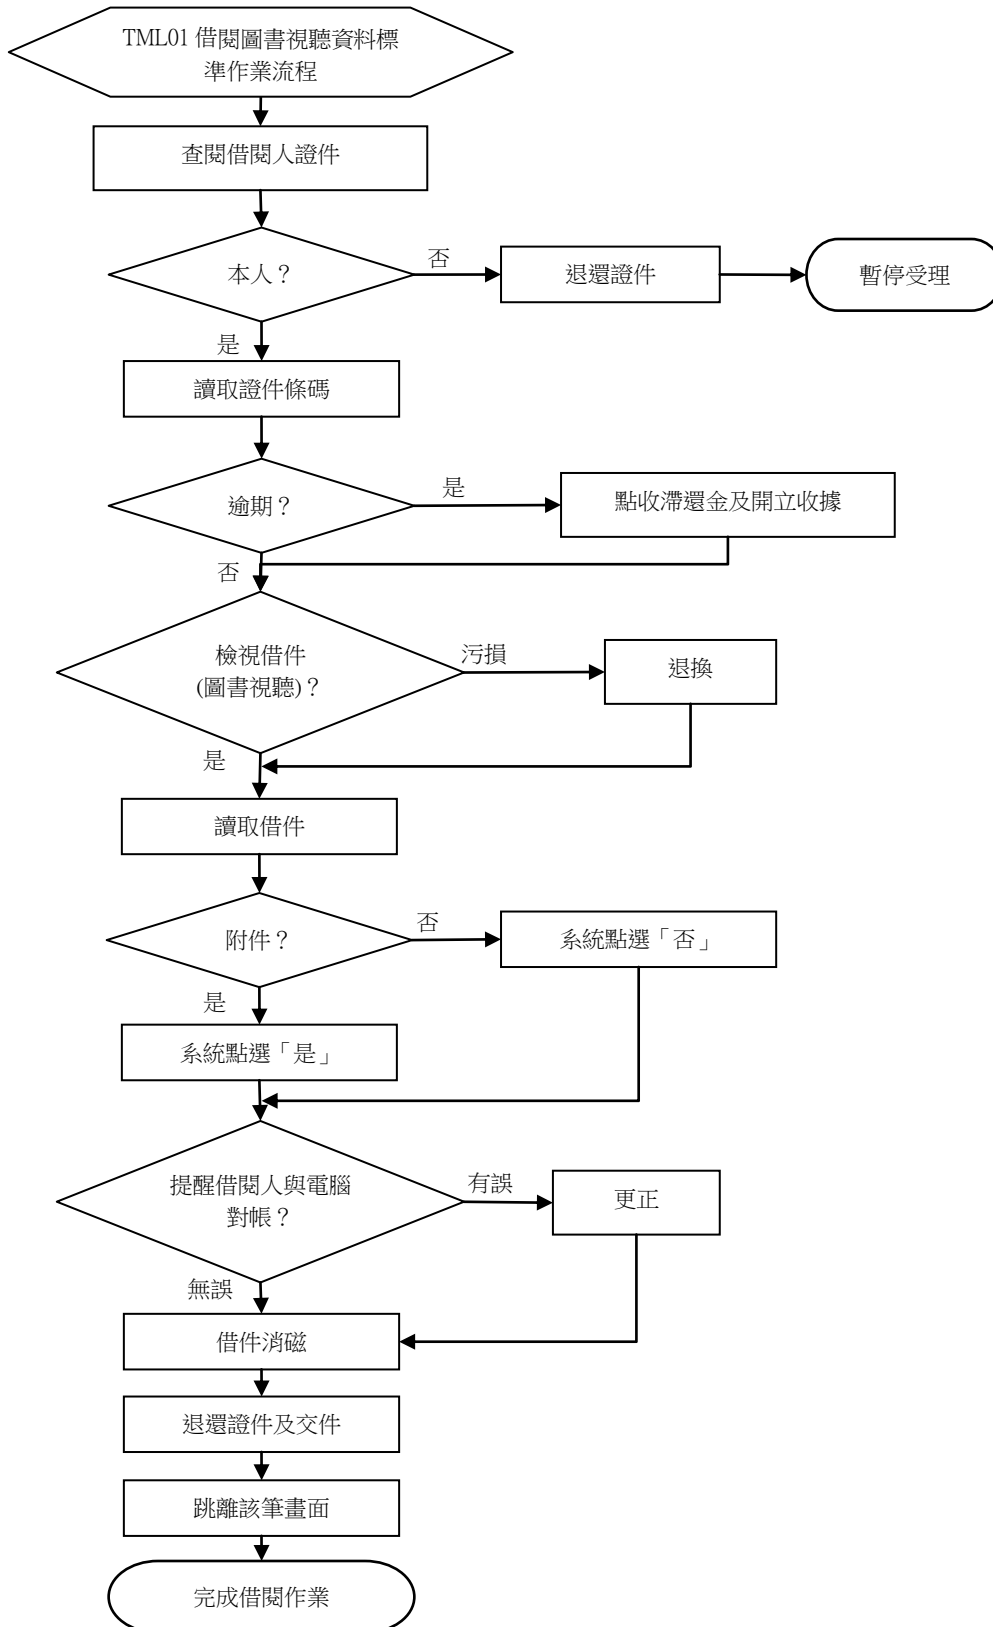 TML01 借閱圖書視聽資料標
準作業流程
查閱借閱人證件
本人？
否
退還證件
暫停受理
是
讀取證件條碼
逾期？
是
點收滯還金及開立收據
否
檢視借件
(圖書視聽)？
污損
退換
是
讀取借件
附件？
否
系統點選「否」
是
系統點選「是」
提醒借閱人與電腦
對帳？
有誤
更正
無誤
借件消磁
退還證件及文件
跳離該筆畫面
完成借閱作業